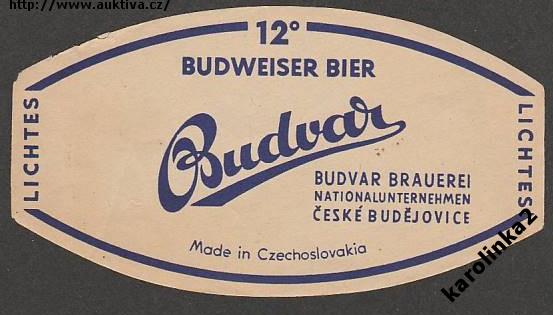 http://www.auktiva.cz/
12°
BUDWEISER BIER
LICHTES
Budvar
LICHTES
BUDVAR BRAUEREI
NATIONALUNTERNEHMEN
ČESKÉ BUDĚJOVICE
Made in Czechoslovakia
karolinka2